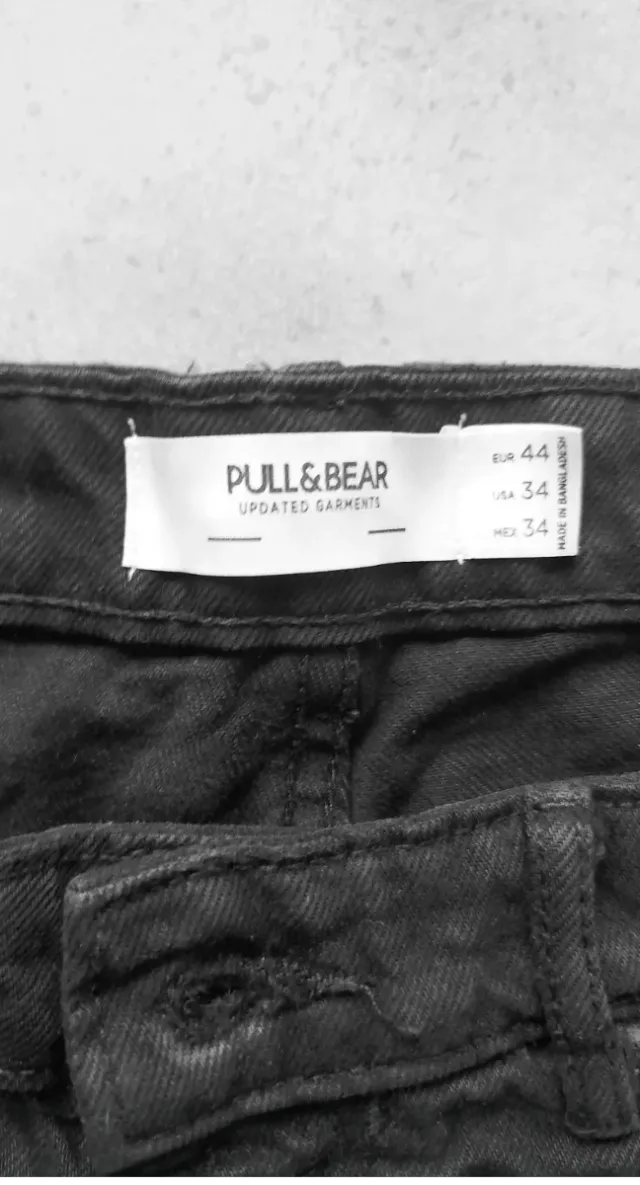 PULL&BEAR
UPDATED GARMENTS
EUR 44
USA 34
MEX 34
MADE IN BANGLADESH